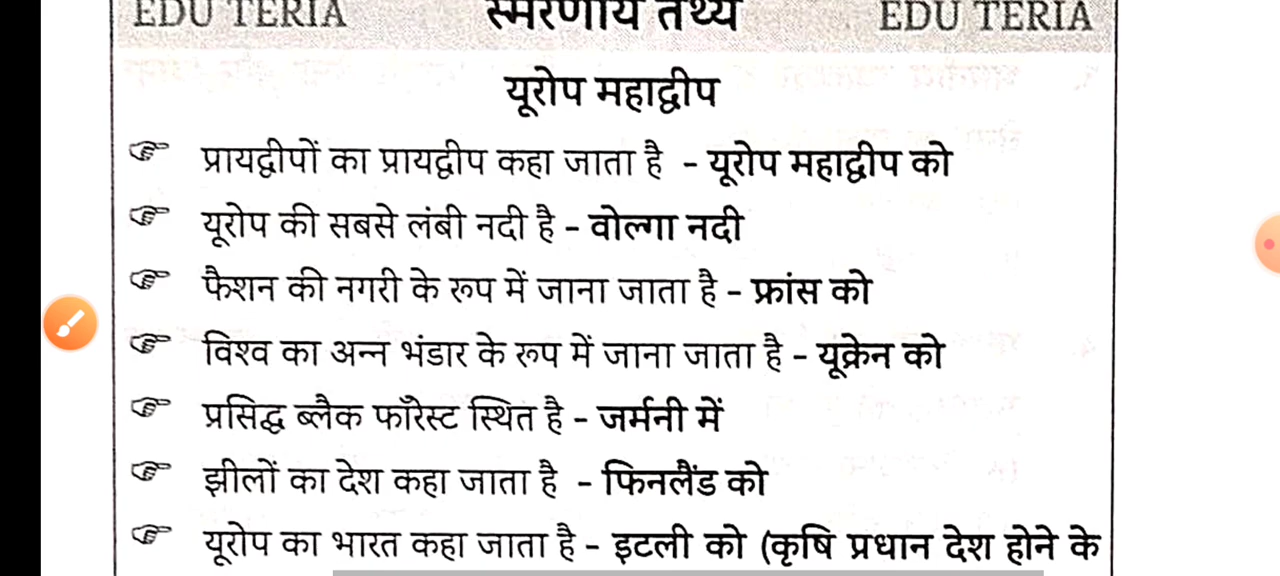 EDU TERIA स्मरणीय तथ्य EDU TERIA
यूरोप महाद्वीप
प्रायद्वीपों का प्रायद्वीप कहा जाता है - यूरोप महाद्वीप को
यूरोप की सबसे लंबी नदी है - वोल्गा नदी
फैशन की नगरी के रूप में जाना जाता है - फ्रांस को
विश्व का अन्न भंडार के रूप में जाना जाता है - यूक्रेन को
प्रसिद्ध ब्लैक फॉरेस्ट स्थित है - जर्मनी में
झीलों का देश कहा जाता है - फिनलैंड को
यूरोप का भारत कहा जाता है - इटली को (कृषि प्रधान देश होने के